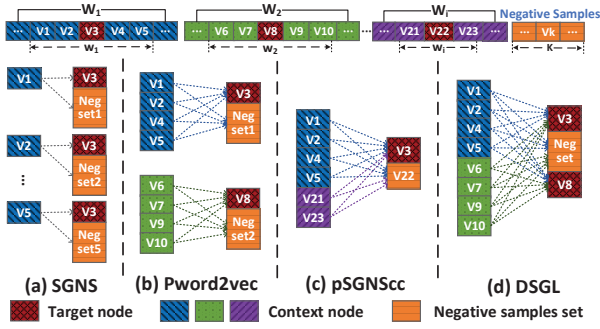 W1 W2 Wi Negative Samples
··· V1 V2 V3 V4 V5 ··· ··· V6 V7 V8 V9 V10 ··· ··· V21 V22 V23 ··· ··· Vk ···
w1 w2 wi K
V1 V3
Neg
set1
V2 V3
Neg
set2
⋮
V5 V3
Neg
set5
V1
V2
V4
V5
V3
Neg
set1
V6
V7
V9
V10
V8
Neg
set2
V1
V2
V4
V5
V21
V23
V3
V22
V1
V2
V4
V5
V6
V7
V9
V10
V3
Neg
set
V8
(a) SGNS (b) Pword2vec (c) pSGNScc (d) DSGL
Target node Context node Negative samples set